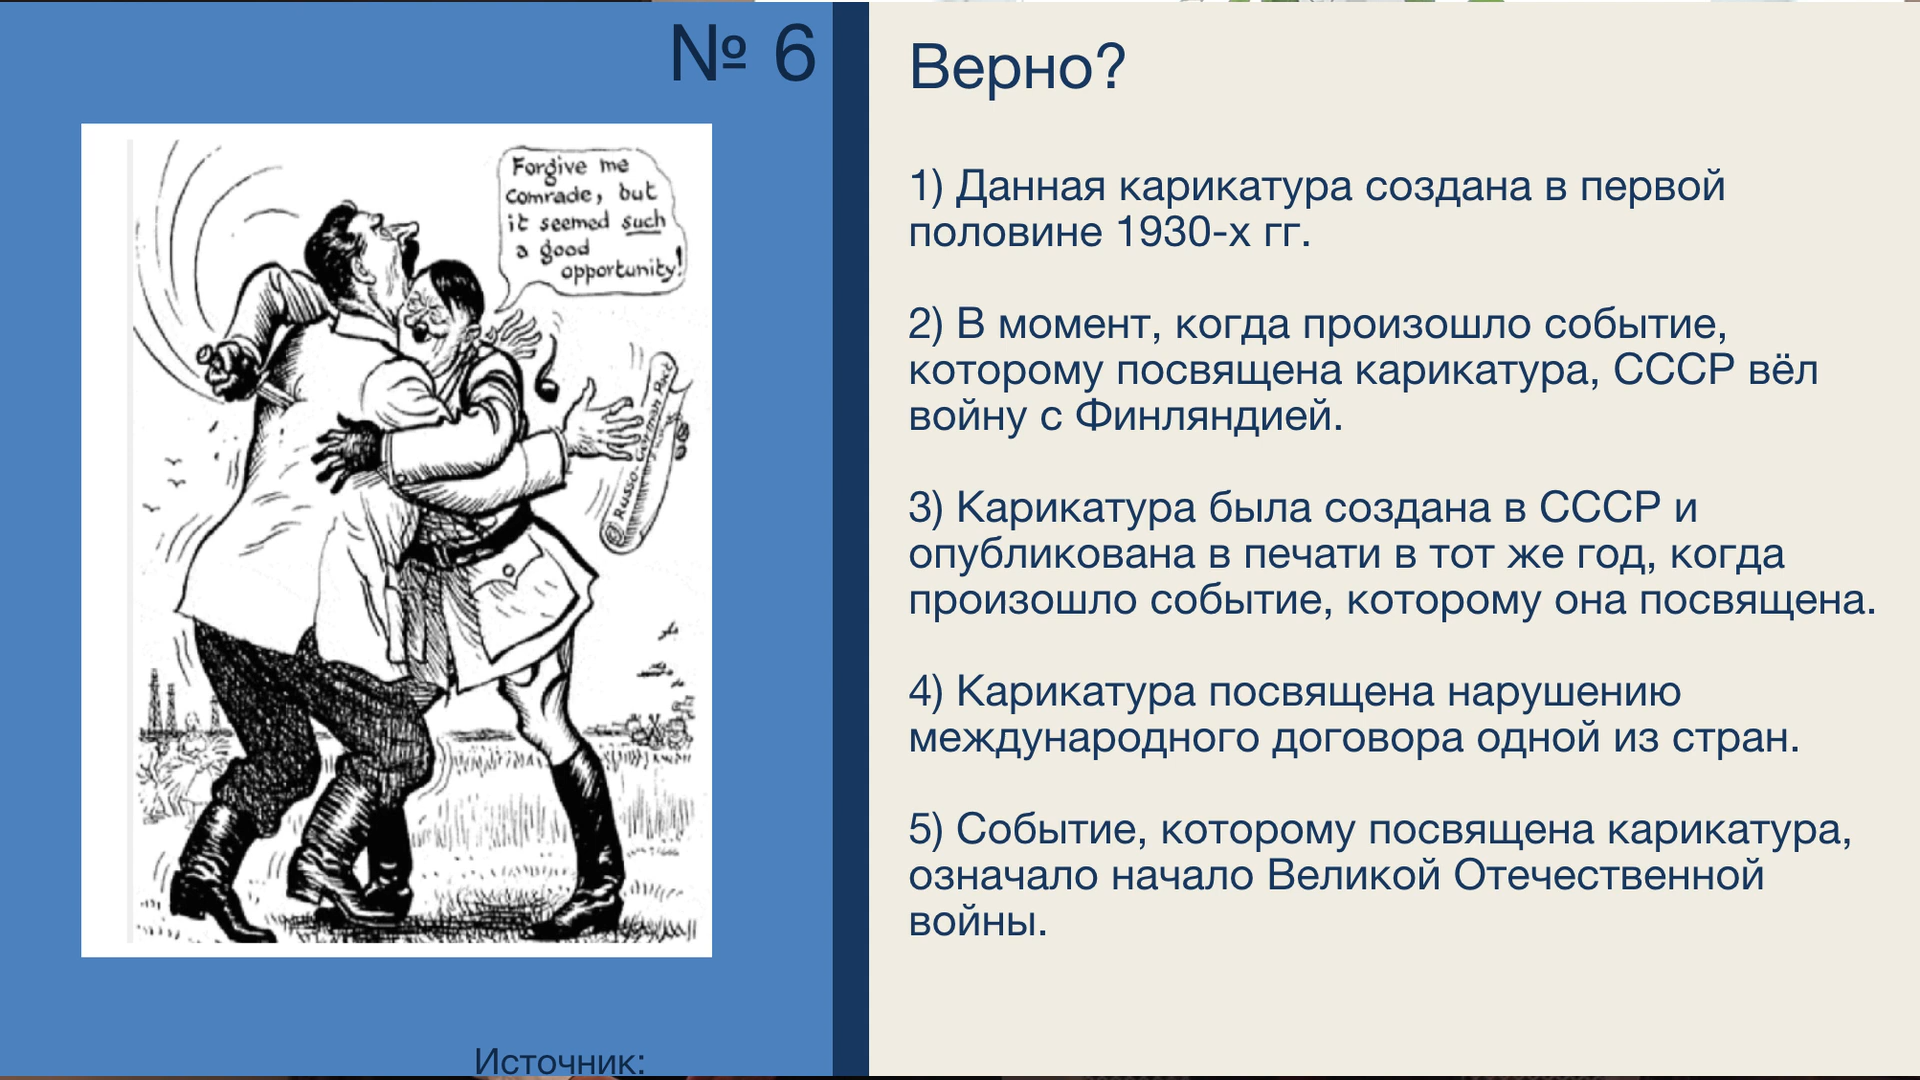 № 6
Forgive me
Comrade, but
it seemed such
a good
opportunity!
Russo-German Pact
Источник:
Верно?
1) Данная карикатура создана в первой
половине 1930-х гг.
2) В момент, когда произошло событие,
которому посвящена карикатура, СССР вёл
войну с Финляндией.
3) Карикатура была создана в СССР и
опубликована в печати в тот же год, когда
произошло событие, которому она посвящена.
4) Карикатура посвящена нарушению
международного договора одной из стран.
5) Событие, которому посвящена карикатура,
означало начало Великой Отечественной
войны.